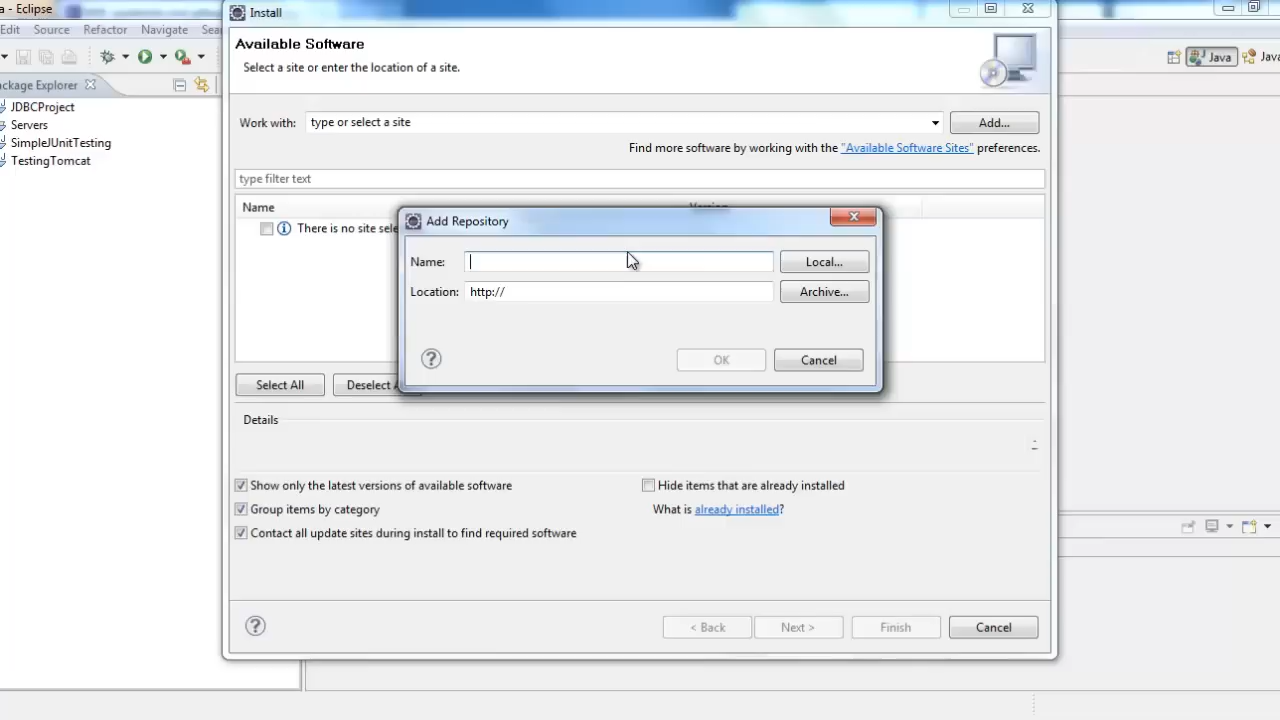 a - Eclipse
Install
Edit Source Refactor Navigate Sea
Available Software
Select a site or enter the location of a site.
Java Java
ackage Explorer
JDBCProject
Servers
SimpleJUnitTesting
TestingTomcat
Work with: type or select a site Add...
Find more software by working with the "Available Software Sites" preferences.
type filter text
Name Version
There is no site sele
Add Repository
Name: Local...
Location: http:// Archive...
OK Cancel
Select All Deselect A
Details
Show only the latest versions of available software Hide items that are already installed
Group items by category What is already installed?
Contact all update sites during install to find required software
< Back Next > Finish Cancel